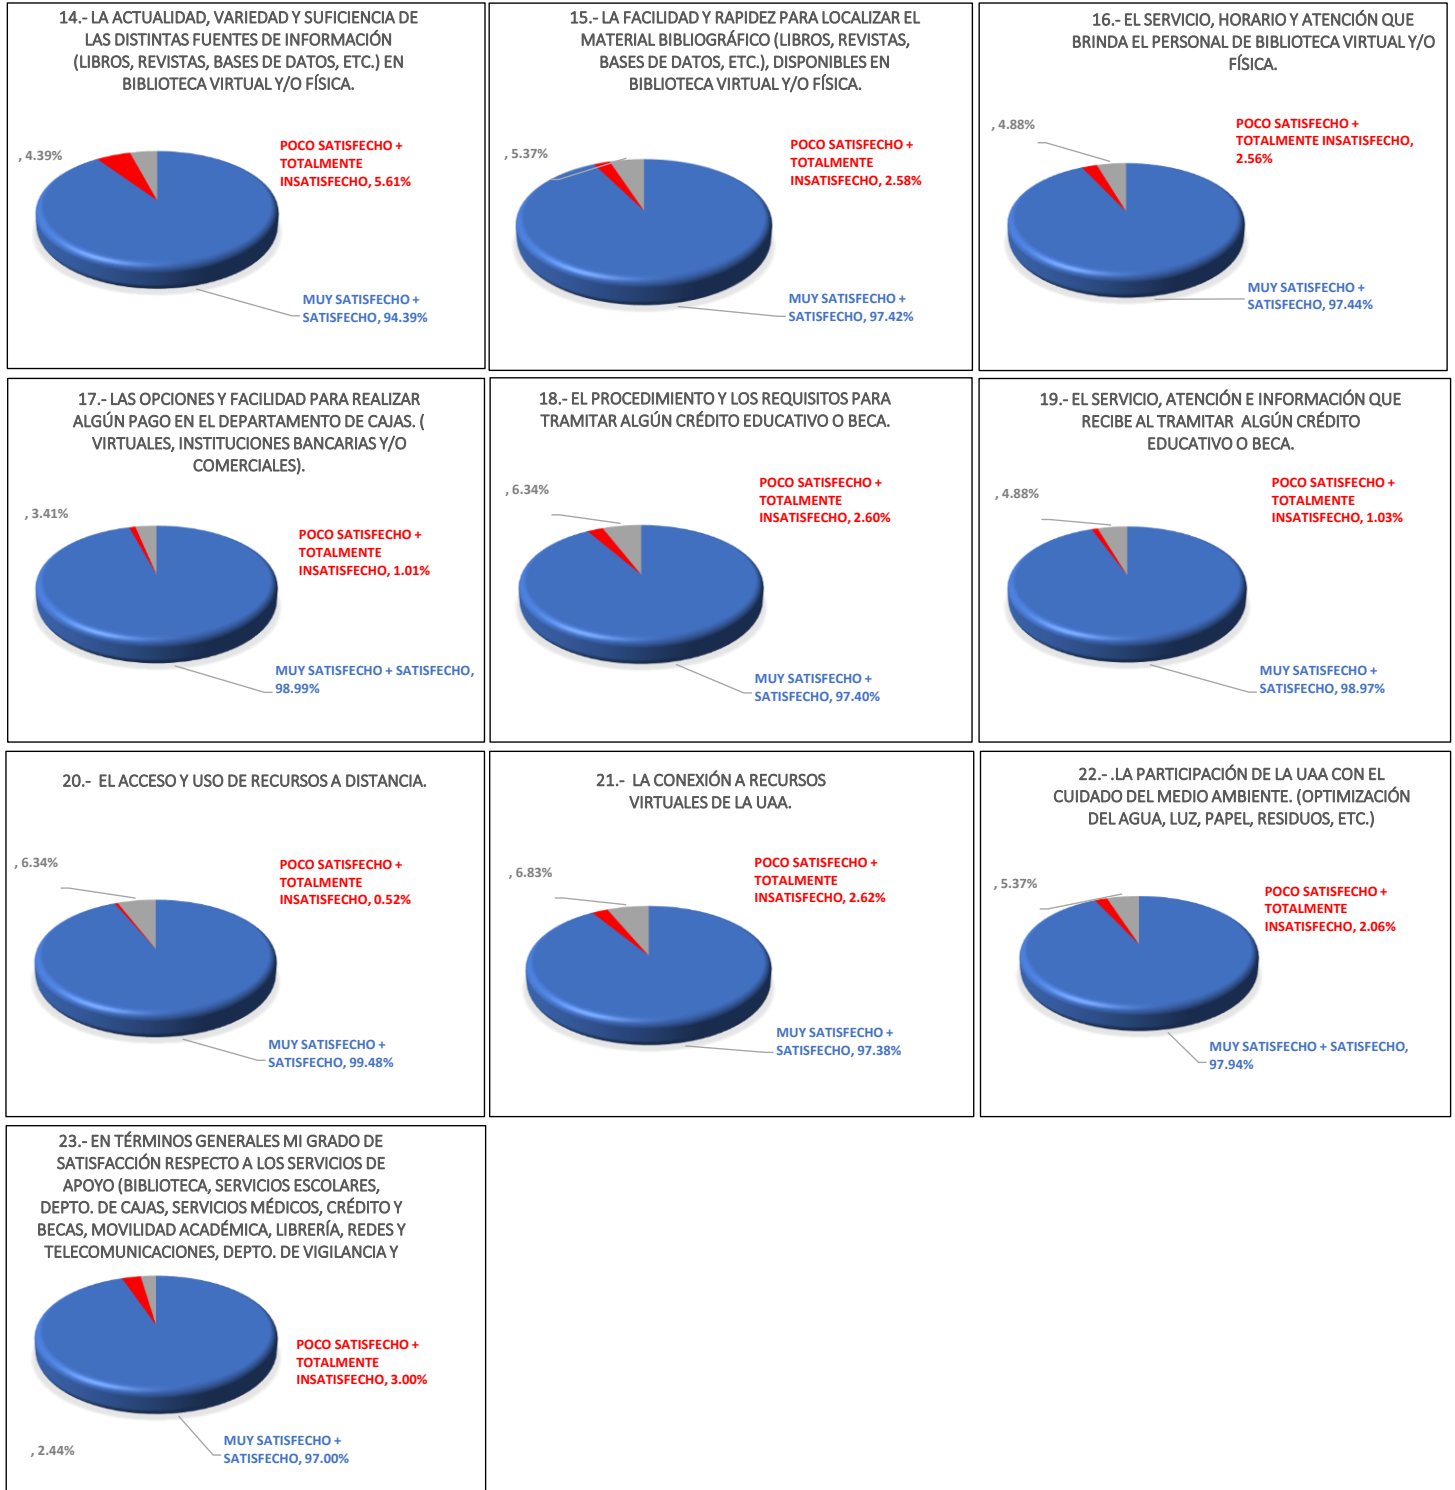 14.- LA ACTUALIDAD, VARIEDAD Y SUFICIENCIA DE
LAS DISTINTAS FUENTES DE INFORMACIÓN
(LIBROS, REVISTAS, BASES DE DATOS, ETC.) EN
BIBLIOTECA VIRTUAL Y/O FÍSICA.
, 4.39%
POCO SATISFECHO +
TOTALMENTE
INSATISFECHO, 5.61%
MUY SATISFECHO +
SATISFECHO, 94.39%
15.- LA FACILIDAD Y RAPIDEZ PARA LOCALIZAR EL
MATERIAL BIBLIOGRÁFICO (LIBROS, REVISTAS,
BASES DE DATOS, ETC.), DISPONIBLES EN
BIBLIOTECA VIRTUAL Y/O FÍSICA.
, 5.37%
POCO SATISFECHO +
TOTALMENTE
INSATISFECHO, 2.58%
MUY SATISFECHO +
SATISFECHO, 97.42%
16.- EL SERVICIO, HORARIO Y ATENCIÓN QUE
BRINDA EL PERSONAL DE BIBLIOTECA VIRTUAL Y/O
FÍSICA.
, 4.88%
POCO SATISFECHO +
TOTALMENTE INSATISFECHO,
2.56%
MUY SATISFECHO +
SATISFECHO, 97.44%
17.- LAS OPCIONES Y FACILIDAD PARA REALIZAR
ALGÚN PAGO EN EL DEPARTAMENTO DE CAJAS. (
VIRTUALES, INSTITUCIONES BANCARIAS Y/O
COMERCIALES).
, 3.41%
POCO SATISFECHO +
TOTALMENTE
INSATISFECHO, 1.01%
MUY SATISFECHO + SATISFECHO,
98.99%
18.- EL PROCEDIMIENTO Y LOS REQUISITOS PARA
TRAMITAR ALGÚN CRÉDITO EDUCATIVO O BECA.
, 6.34%
POCO SATISFECHO +
TOTALMENTE
INSATISFECHO, 2.60%
MUY SATISFECHO +
SATISFECHO, 97.40%
19.- EL SERVICIO, ATENCIÓN E INFORMACIÓN QUE
RECIBE AL TRAMITAR ALGÚN CRÉDITO
EDUCATIVO O BECA.
, 4.88%
POCO SATISFECHO +
TOTALMENTE
INSATISFECHO, 1.03%
MUY SATISFECHO +
SATISFECHO, 98.97%
20.- EL ACCESO Y USO DE RECURSOS A DISTANCIA.
, 6.34%
POCO SATISFECHO +
TOTALMENTE
INSATISFECHO, 0.52%
MUY SATISFECHO +
SATISFECHO, 99.48%
21.- LA CONEXIÓN A RECURSOS
VIRTUALES DE LA UAA.
, 6.83%
POCO SATISFECHO +
TOTALMENTE
INSATISFECHO, 2.62%
MUY SATISFECHO +
SATISFECHO, 97.38%
22.- .LA PARTICIPACIÓN DE LA UAA CON EL
CUIDADO DEL MEDIO AMBIENTE. (OPTIMIZACIÓN
DEL AGUA, LUZ, PAPEL, RESIDUOS, ETC.)
, 5.37%
POCO SATISFECHO +
TOTALMENTE
INSATISFECHO, 2.06%
MUY SATISFECHO + SATISFECHO,
97.94%
23.- EN TÉRMINOS GENERALES MI GRADO DE
SATISFACCIÓN RESPECTO A LOS SERVICIOS DE
APOYO (BIBLIOTECA, SERVICIOS ESCOLARES,
DEPTO. DE CAJAS, SERVICIOS MÉDICOS, CRÉDITO Y
BECAS, MOVILIDAD ACADÉMICA, LIBRERÍA, REDES Y
TELECOMUNICACIONES, DEPTO. DE VIGILANCIA Y
POCO SATISFECHO +
TOTALMENTE
INSATISFECHO, 3.00%
MUY SATISFECHO +
SATISFECHO, 97.00%
, 2.44%